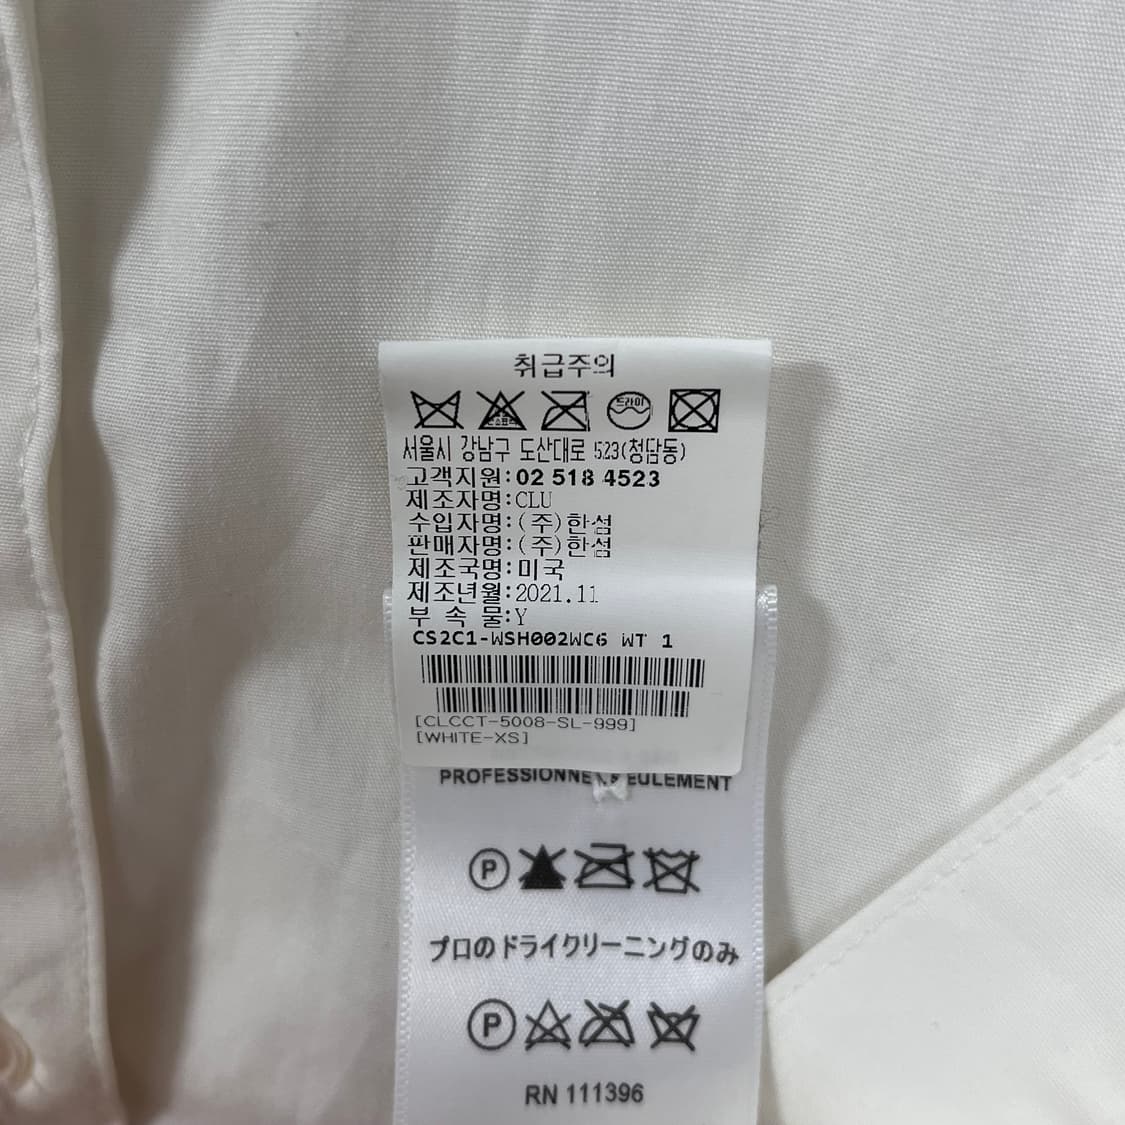 취급주의
드라이
서울시 강남구 도산대로 523(청담동)
고객지원:02 518 4523
제조자명:CLU
수입자명:(주)한섬
판매자명:(주)한섬
제조국명:미국
제조년월:2021.11
부 속 물:Y
CS2C1-WSH002WC6 WT 1
[CLCCT-5008-SL-999]
[WHITE-XS]
PROFESSIONNEL SEULEMENT
P
プロのドライクリーニングのみ
P
RN 111396